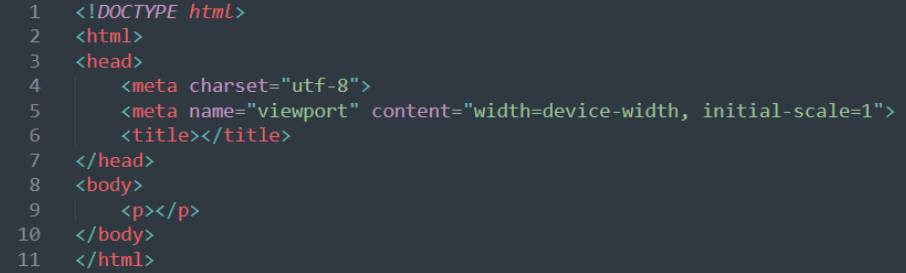 1 <!DOCTYPE html>
2 <html>
3 <head>
4     <meta charset="utf-8">
5     <meta name="viewport" content="width=device-width, initial-scale=1">
6     <title></title>
7 </head>
8 <body>
9     <p></p>
10 </body>
11 </html>